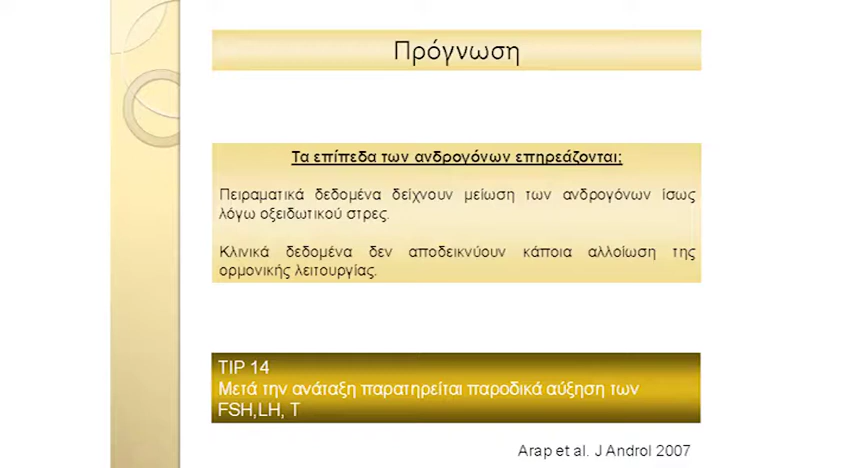 Πρόγνωση
Τα επίπεδα των ανδρογόνων επηρεάζονται;
Πειραματικά δεδομένα δείχνουν μείωση των ανδρογόνων ίσως
λόγω οξειδωτικού στρες.
Κλινικά δεδομένα δεν αποδεικνύουν κάποια αλλοίωση της
ορμονικής λειτουργίας.
TIP 14
Μετά την ανάταξη παρατηρείται παροδικά αύξηση των
FSH,LH, T
Arap et al. J Androl 2007